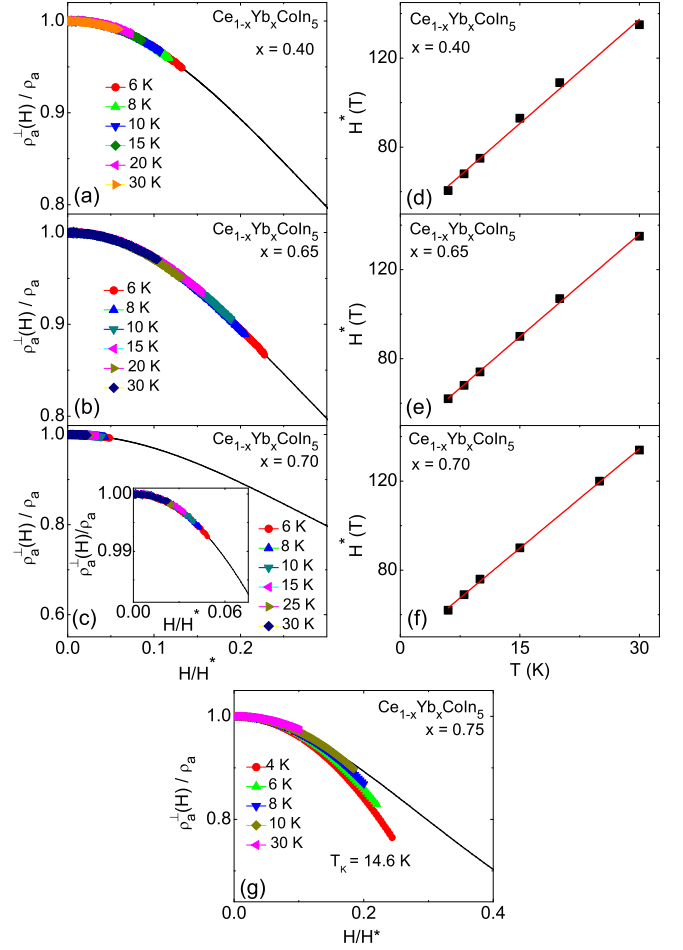 1.0
0.9
0.8
ρa⊥(H) / ρa
Ce1-xYbxCoIn5
x = 0.40
6 K
8 K
10 K
15 K
20 K
30 K
(a)
120
80
H* (T)
Ce1-xYbxCoIn5
x = 0.40
(d)
1.0
0.9
0.8
ρa⊥(H) / ρa
Ce1-xYbxCoIn5
x = 0.65
6 K
8 K
10 K
15 K
20 K
30 K
(b)
120
80
H* (T)
Ce1-xYbxCoIn5
x = 0.65
(e)
1.0
0.9
0.8
0.7
0.6
ρa⊥(H) / ρa
Ce1-xYbxCoIn5
x = 0.70
1.00
0.99
ρa⊥(H)/ρa
0.00 0.06
H/H*
6 K
8 K
10 K
15 K
25 K
30 K
(c)
0.0 0.1 0.2
H/H*
120
80
H* (T)
Ce1-xYbxCoIn5
x = 0.70
(f)
15 30
T (K)
1.0
0.9
0.8
ρa⊥(H) / ρa
Ce1-xYbxCoIn5
x = 0.75
4 K
6 K
8 K
10 K
30 K
TK = 14.6 K
(g)
0.0 0.2 0.4
H/H*